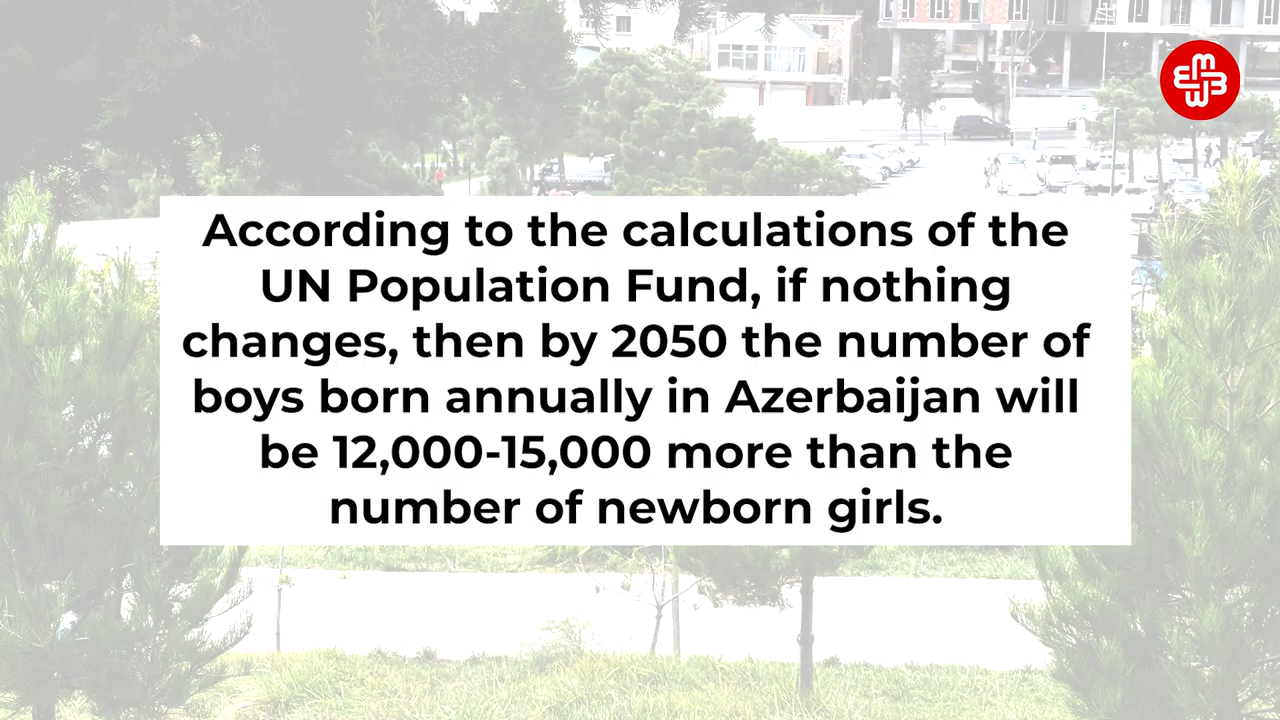 According to the calculations of the
UN Population Fund, if nothing
changes, then by 2050 the number of
boys born annually in Azerbaijan will
be 12,000-15,000 more than the
number of newborn girls.